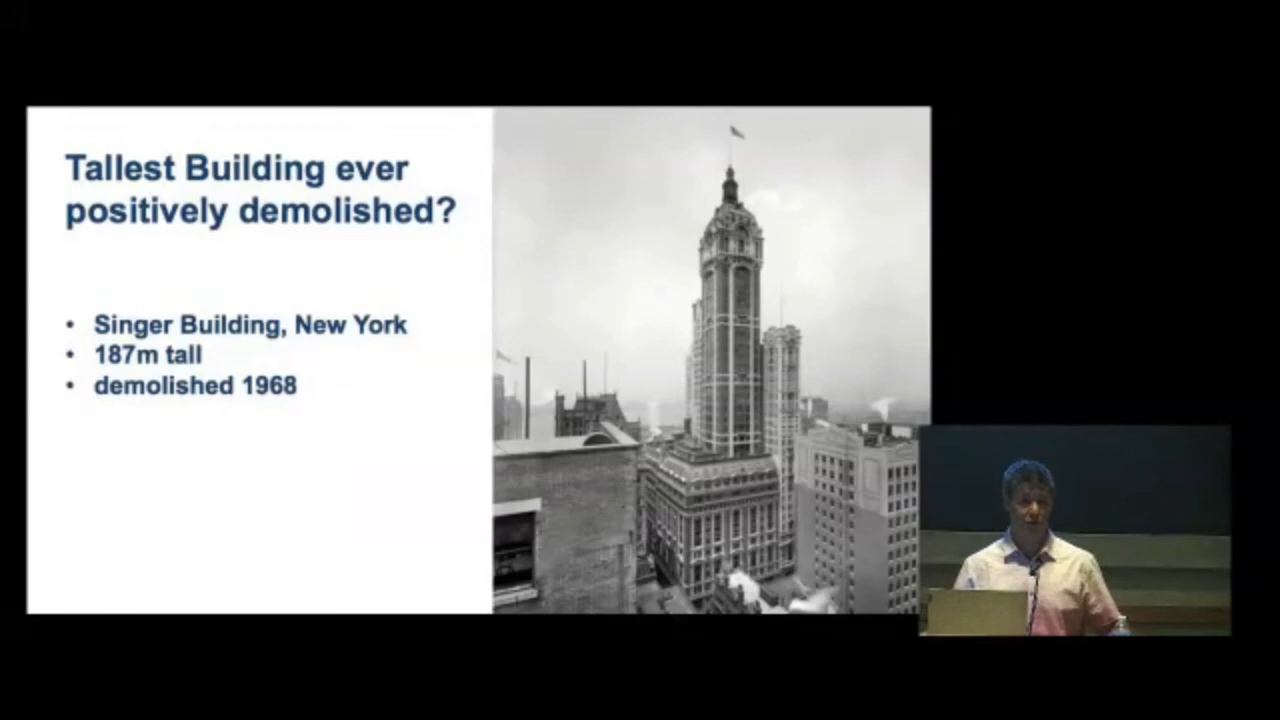 Tallest Building ever
positively demolished?
• Singer Building, New York
• 187m tall
• demolished 1968